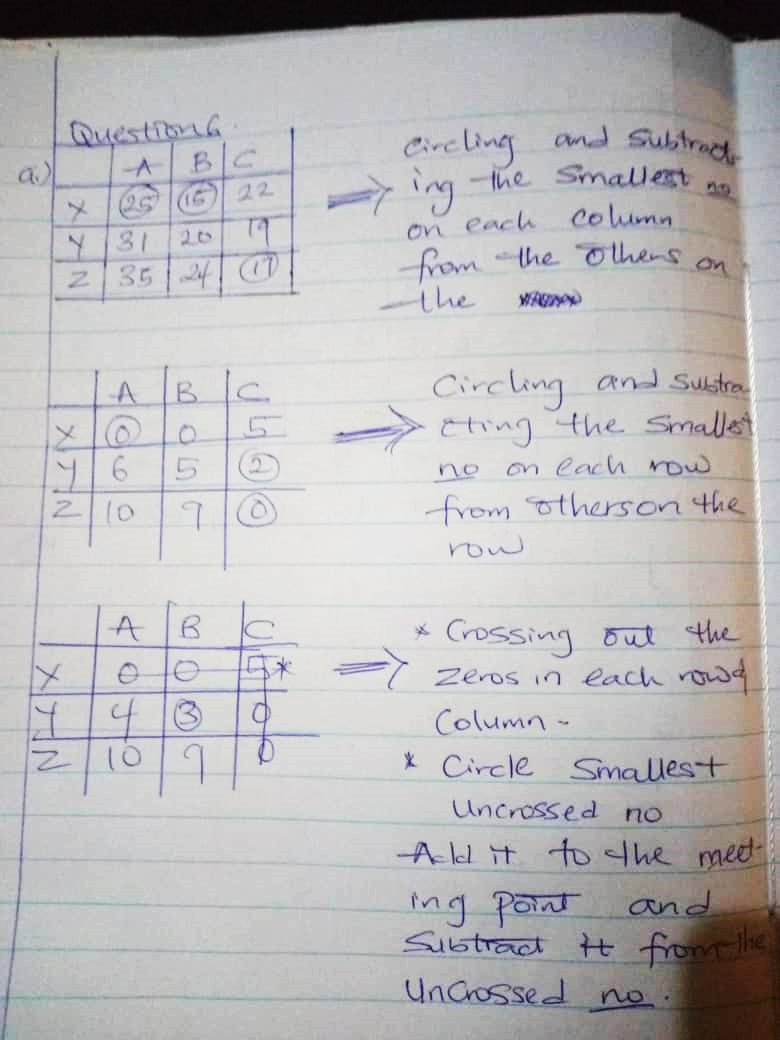 Question 6.
a.)
A B C
X 25 15 22
Y 31 20 19
Z 35 24 17
Circling and Subtract-
ing the Smallest no
on each column
from the Others on
the
A B C
X 0 0 5
Y 6 5 2
Z 10 9 0
Circling and Subtra
cting the Smallest
no on each row
from others on the
row
A B C
X 0 0 5*
Y 4 3 0
Z 10 9 0
* Crossing out the
zeros in each row &
Column -
* Circle Smallest
Uncrossed no
Add it to the meet-
ing point and
Subtract it from the
Uncrossed no.